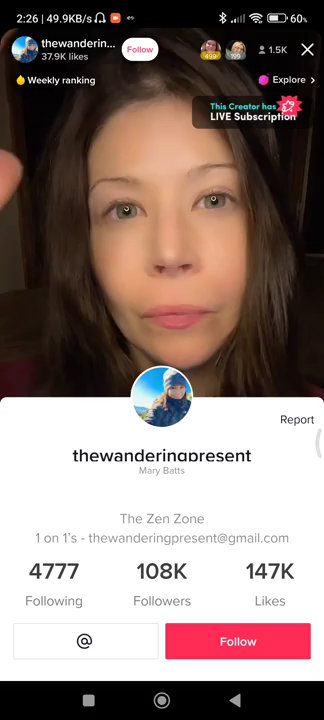 2:26 | 49.9KB/s
60%
thewanderin...
37.9K likes
Follow
499
199
1.5K
Weekly ranking
Explore
This Creator has
LIVE Subscription
Report
thewanderingpresent
Mary Batts
The Zen Zone
1 on 1's - thewanderingpresent@gmail.com
4777
108K
147K
Following
Followers
Likes
@
Follow